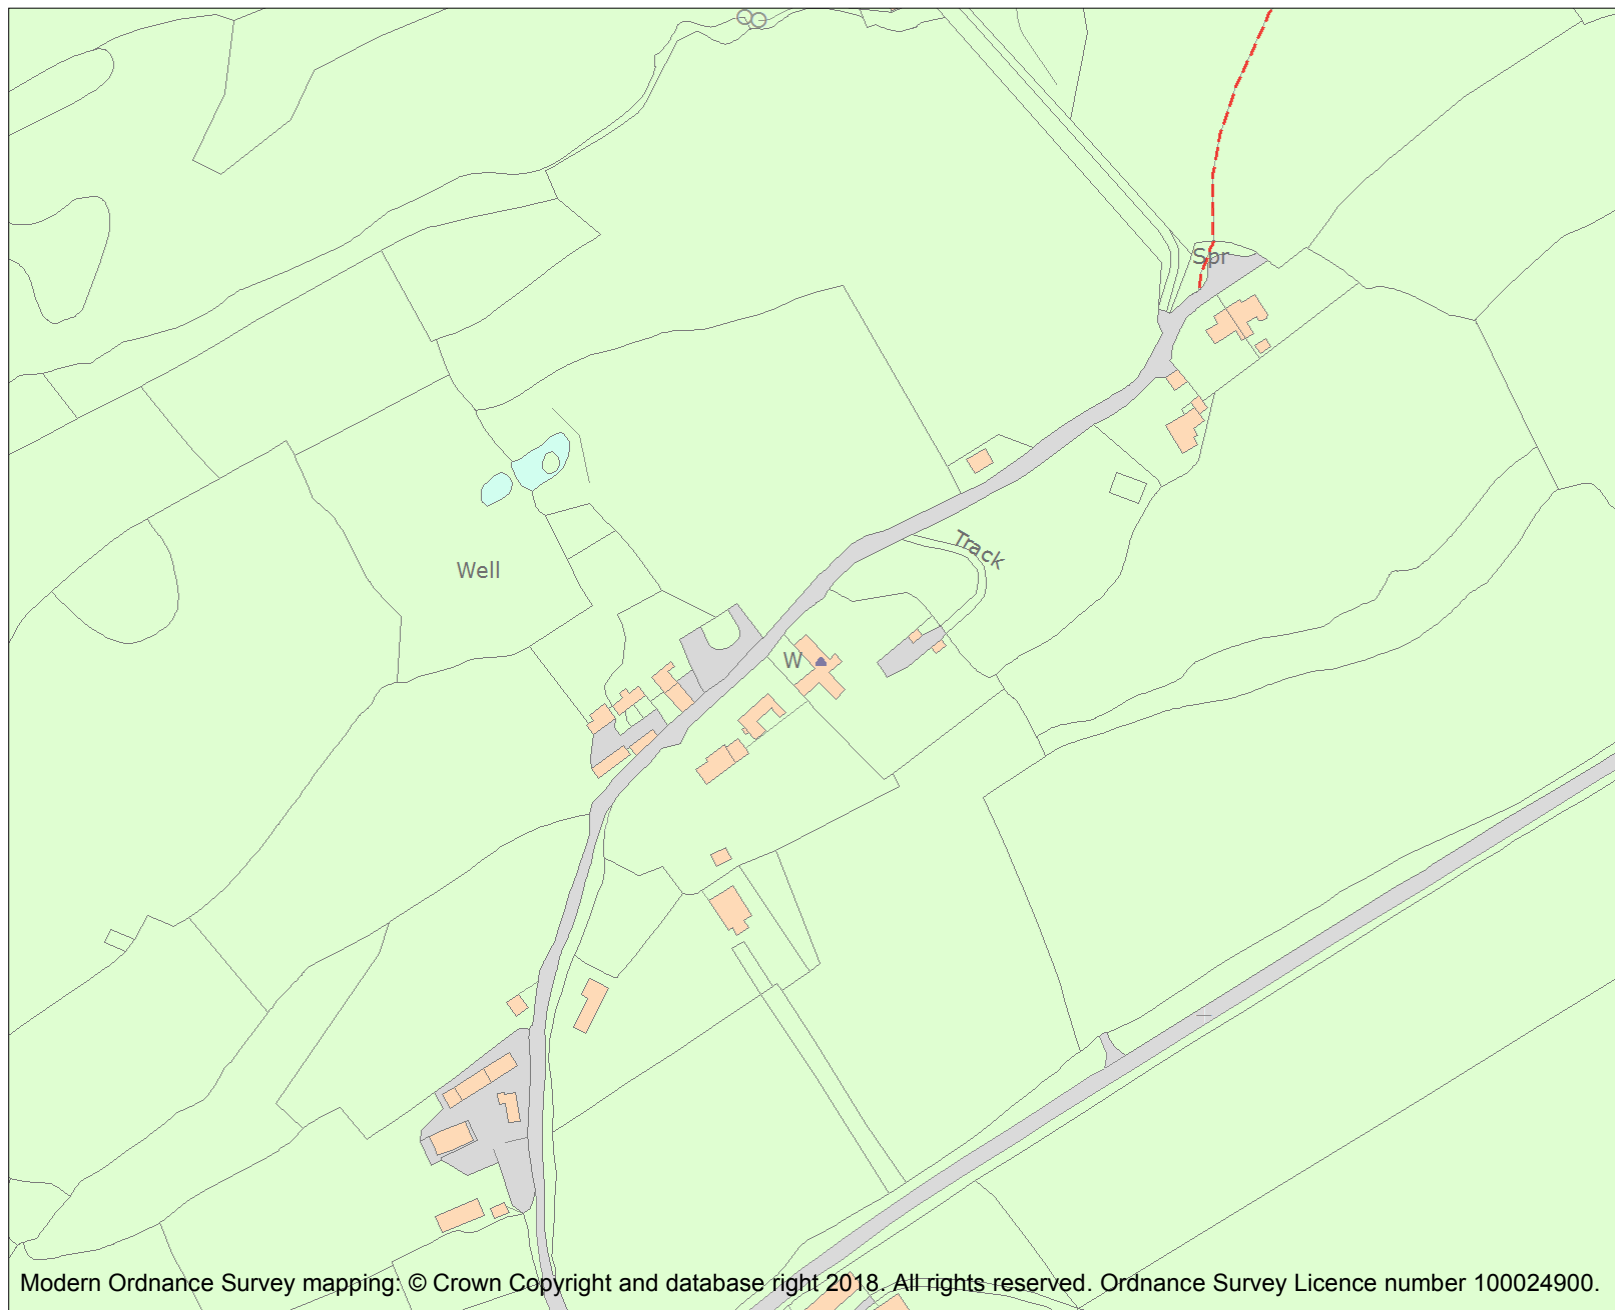 Spr
Track
Well
W
Modern Ordnance Survey mapping: © Crown Copyright and database right 2018. All rights reserved. Ordnance Survey Licence number 100024900.